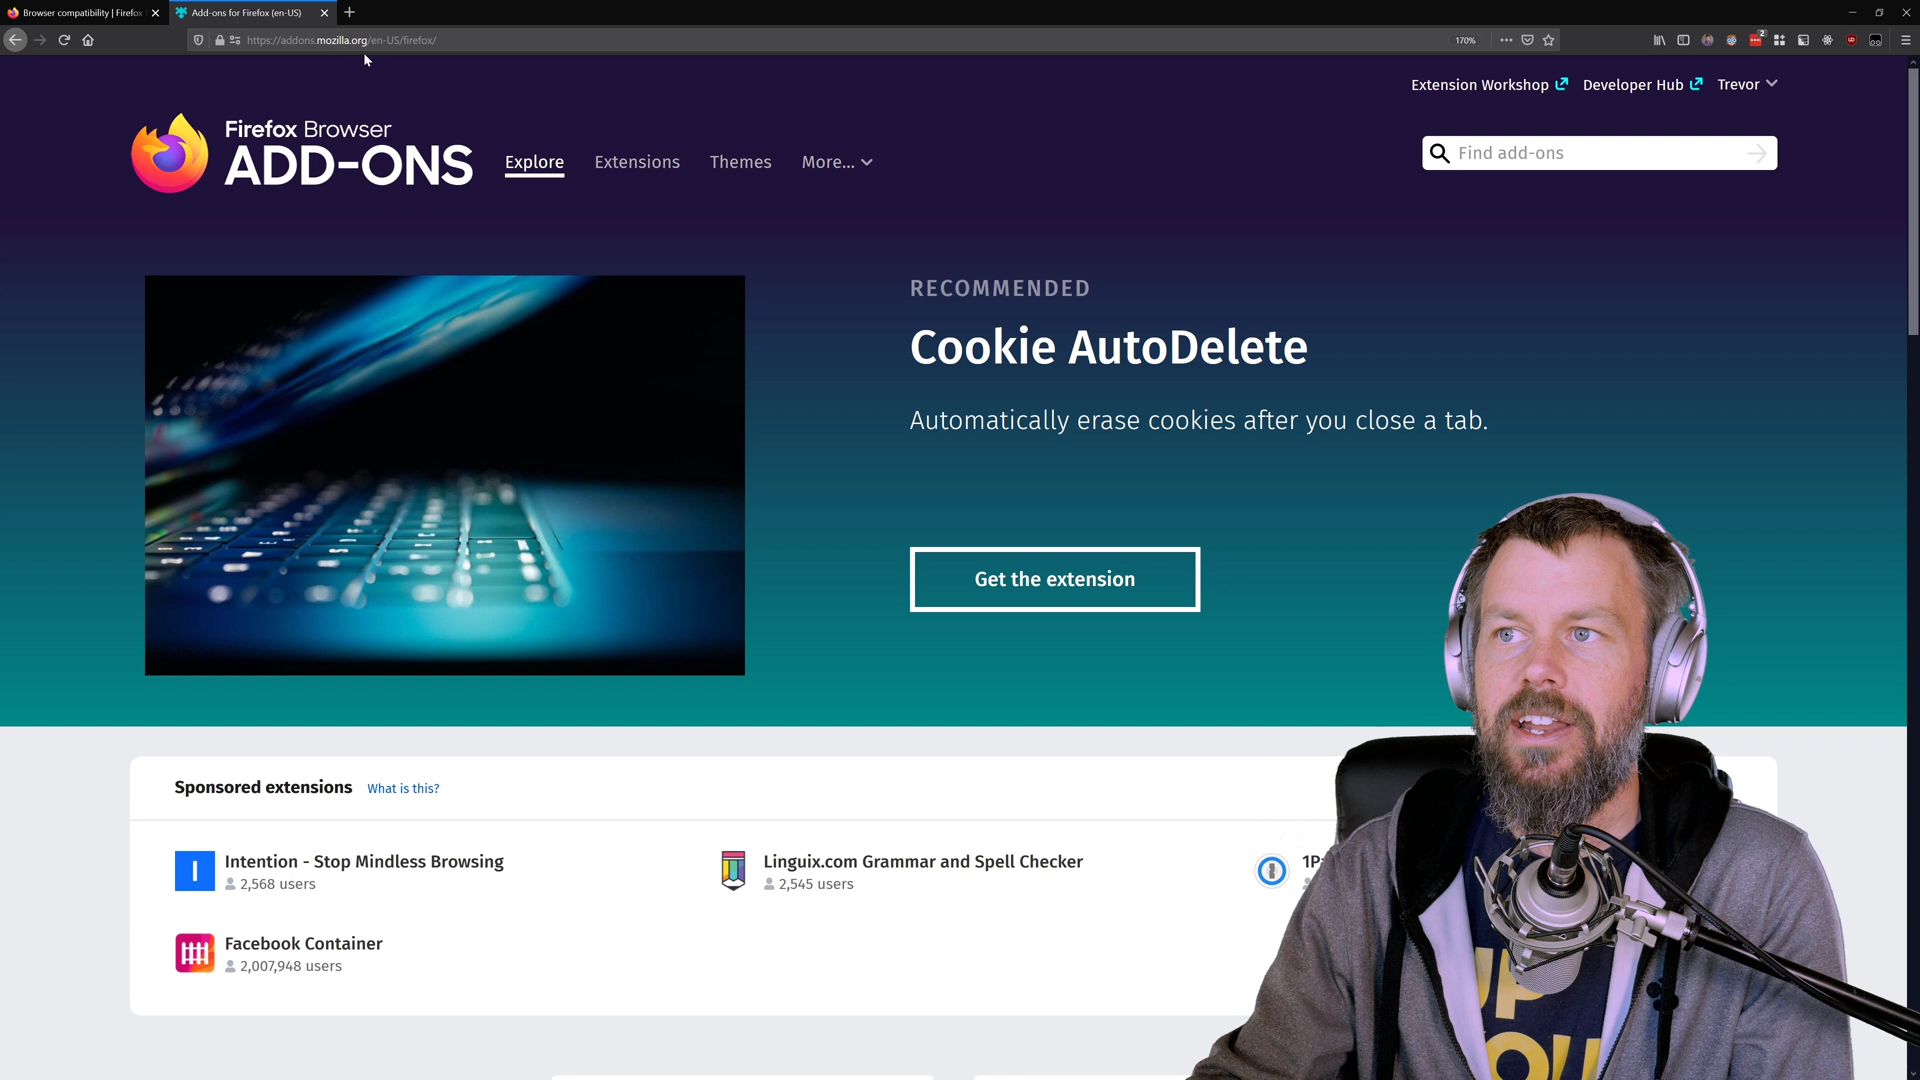 Browser compatibility | Firefox
Add-ons for Firefox (en-US)
https://addons.mozilla.org/en-US/firefox/
170%
2
Extension Workshop
Developer Hub
Trevor
Firefox Browser
ADD-ONS
Explore
Extensions
Themes
More...
Find add-ons
RECOMMENDED
Cookie AutoDelete
Automatically erase cookies after you close a tab.
Get the extension
Sponsored extensions
What is this?
Intention - Stop Mindless Browsing
2,568 users
Linguix.com Grammar and Spell Checker
2,545 users
Facebook Container
2,007,948 users